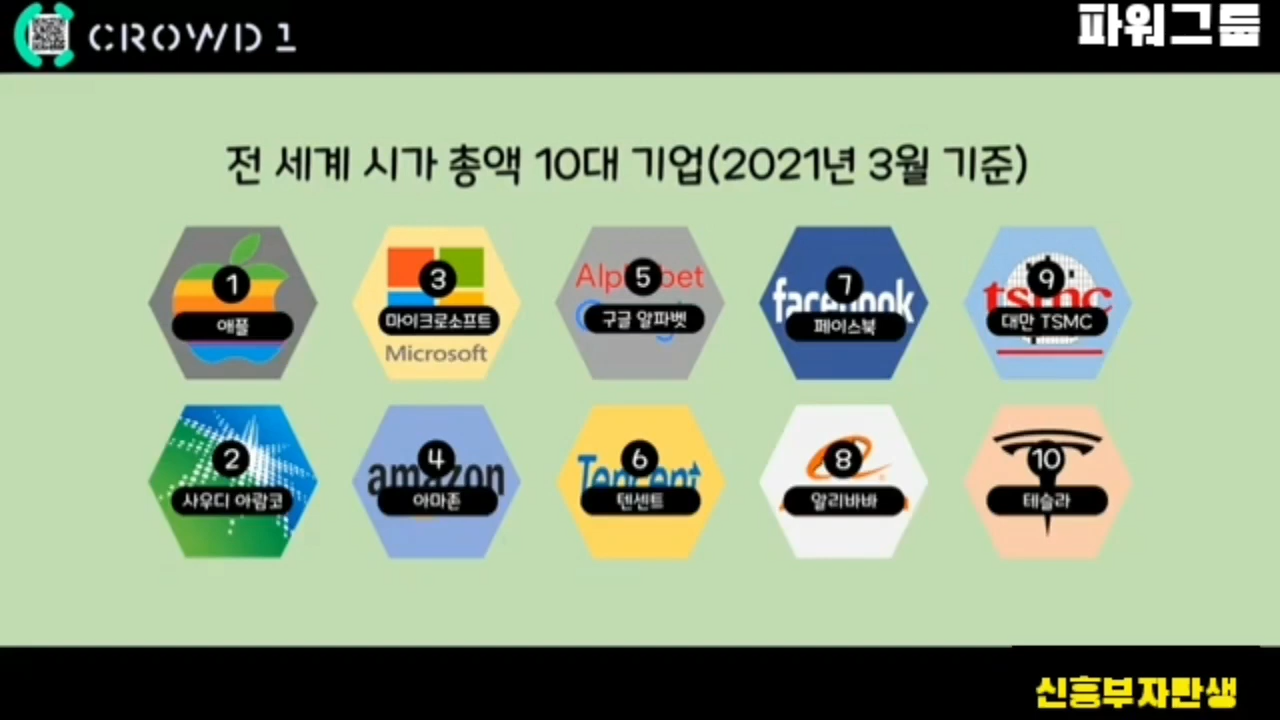 CROWD 1
파워그룹
전 세계 시가 총액 10대 기업(2021년 3월 기준)
1
애플
3
마이크로소프트
Microsoft
5
구글 알파벳
7
페이스북
9
대만 TSMC
2
사우디 아람코
4
아마존
6
텐센트
8
알리바바
10
테슬라
신흥부자탄생